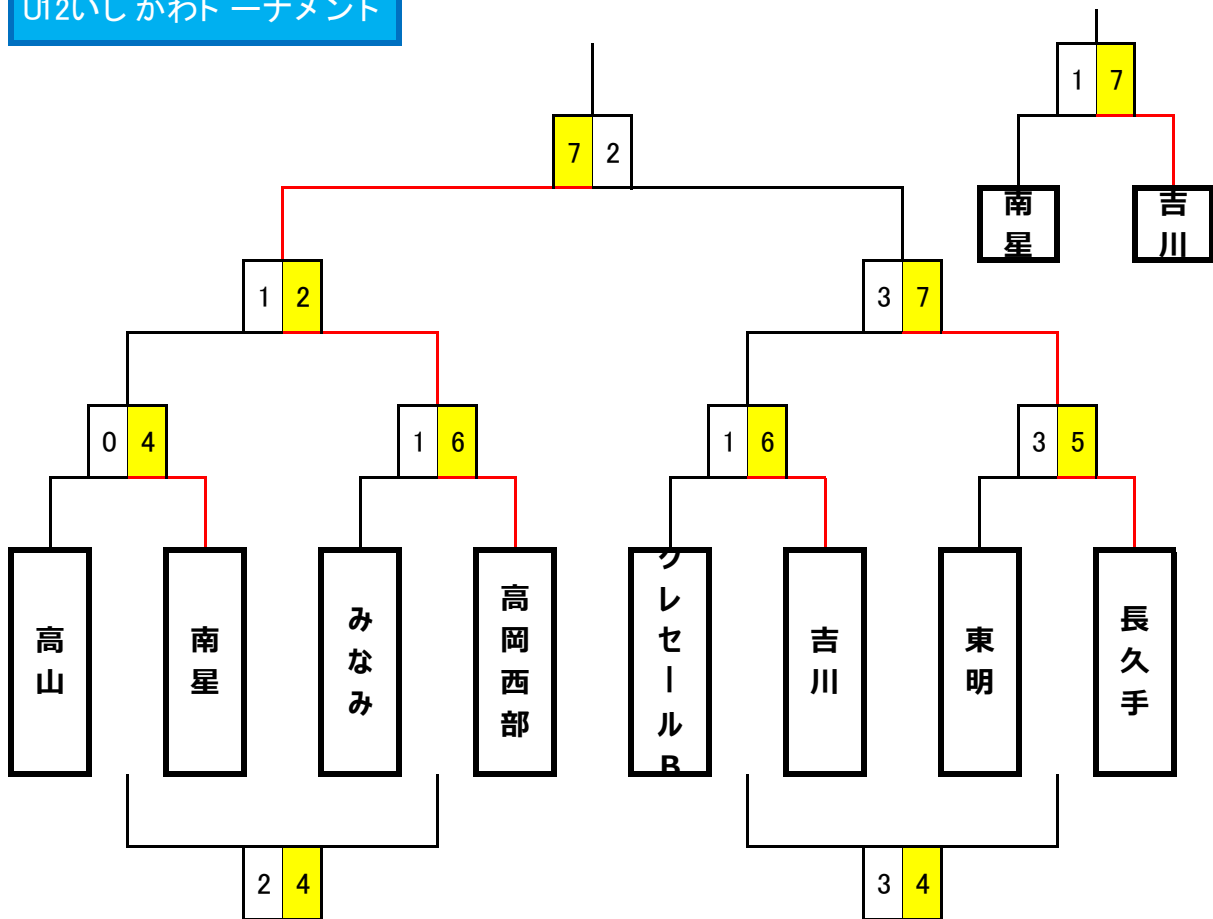 U12いしかわトーナメント
1 7
7 2
南星
吉川
1 2
3 7
0 4
1 6
1 6
3 5
高山
南星
みなみ
高岡西部
クレセールB
吉川
東明
長久手
2 4
3 4